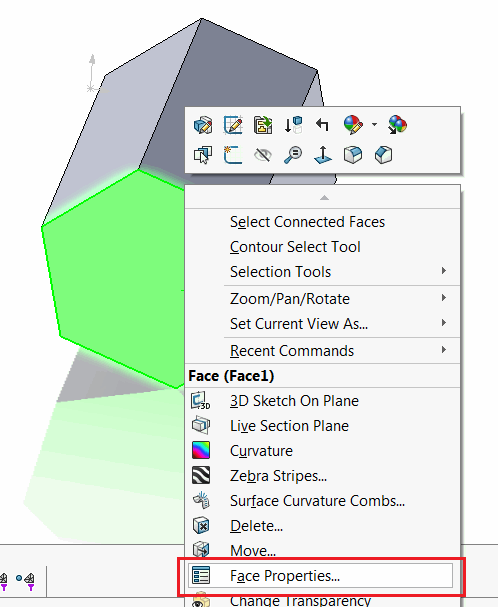 Select Connected Faces
Contour Select Tool
Selection Tools
Zoom/Pan/Rotate
Set Current View As...
Recent Commands
Face (Face1)
3D Sketch On Plane
Live Section Plane
Curvature
Zebra Stripes...
Surface Curvature Combs...
Delete...
Move...
Face Properties...
Change Transparency